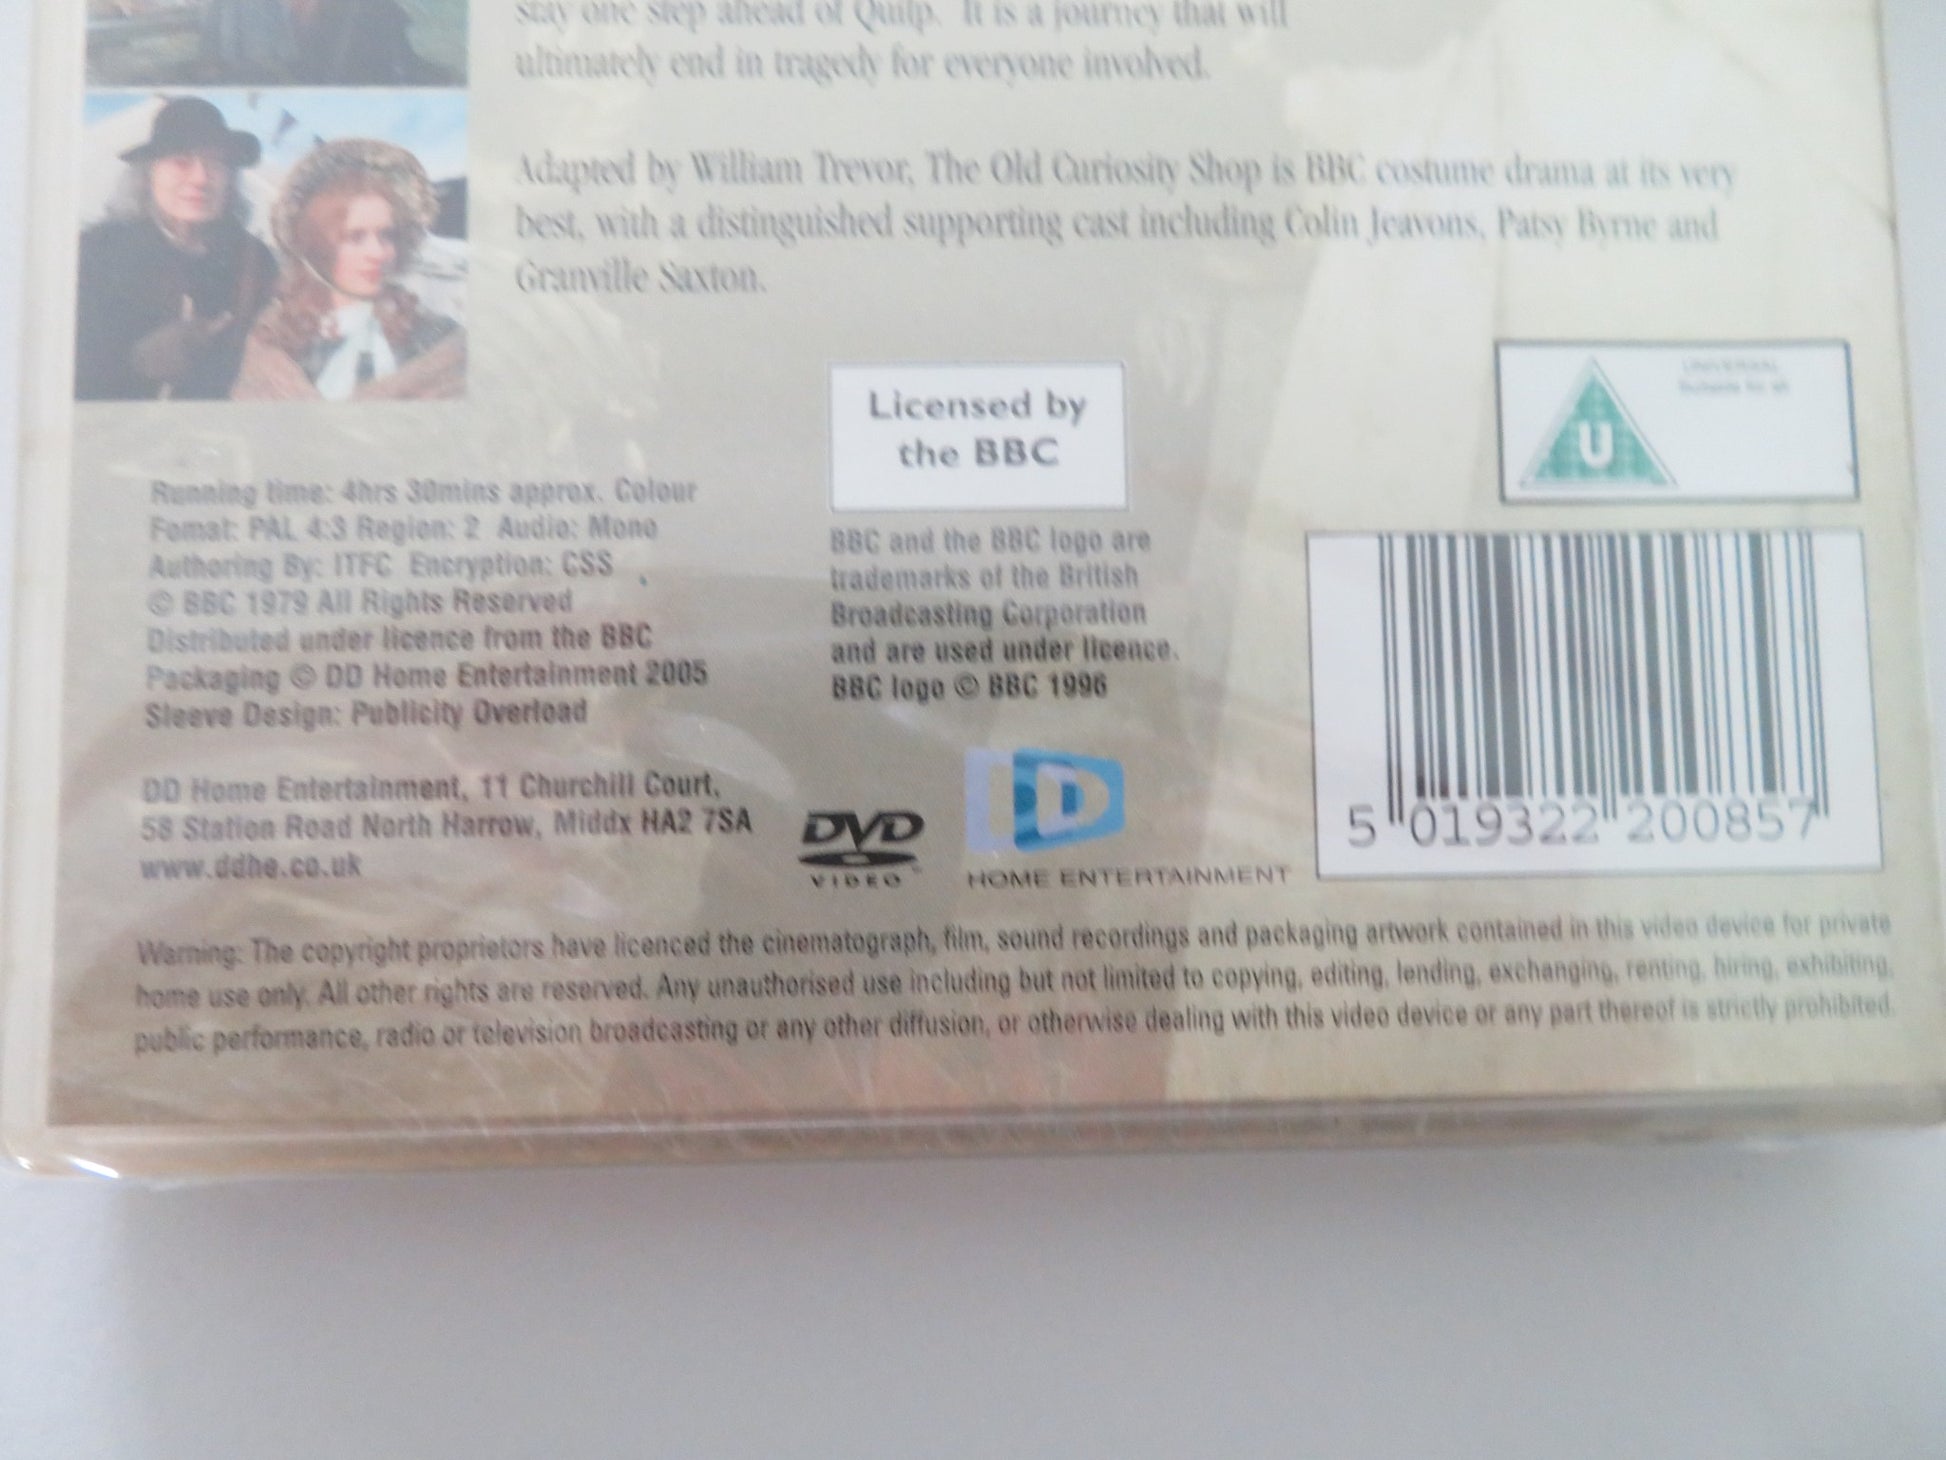 stay one step ahead of Quilp. It is a journey that will
ultimately end in tragedy for everyone involved.
Adapted by William Trevor, The Old Curiosity Shop is BBC costume drama at its very
best, with a distinguished supporting cast including Colin Jeavons, Patsy Byrne and
Granville Saxton.
Licensed by
the BBC
UNIVERSAL
Suitable for all
U
Running time: 4hrs 30mins approx. Colour
Fomat: PAL 4:3 Region: 2 Audio: Mono
Authoring By: ITFC Encryption: CSS
© BBC 1979 All Rights Reserved
Distributed under licence from the BBC
Packaging © DD Home Entertainment 2005
Sleeve Design: Publicity Overload
BBC and the BBC logo are
trademarks of the British
Broadcasting Corporation
and are used under licence.
BBC logo © BBC 1996
DD Home Entertainment, 11 Churchill Court,
58 Station Road North Harrow, Middx HA2 7SA
www.ddhe.co.uk
DVD
VIDEO
DD
HOME ENTERTAINMENT
5 019322 200857
Warning: The copyright proprietors have licenced the cinematograph, film, sound recordings and packaging artwork contained in this video device for private
home use only. All other rights are reserved. Any unauthorised use including but not limited to copying, editing, lending, exchanging, renting, hiring, exhibiting,
public performance, radio or television broadcasting or any other diffusion, or otherwise dealing with this video device or any part thereof is strictly prohibited.